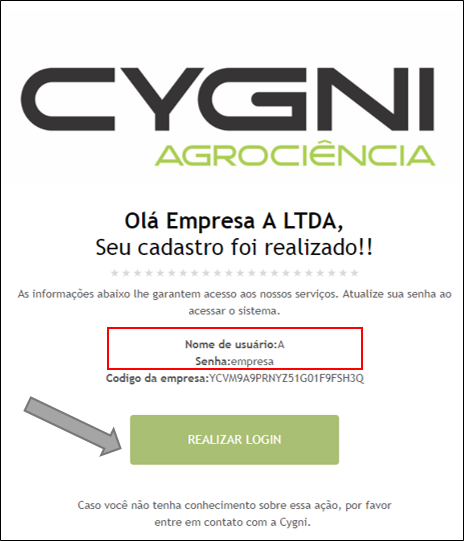 CYGNI
AGROCIÊNCIA
Olá Empresa A LTDA,
Seu cadastro foi realizado!!
As informações abaixo lhe garantem acesso aos nossos serviços. Atualize sua senha ao
acessar o sistema.
Nome de usuário:A
Senha:empresa
Codigo da empresa:YCVM9A9PRNYZ51G01F9FSH3Q
REALIZAR LOGIN
Caso você não tenha conhecimento sobre essa ação, por favor
entre em contato com a Cygni.